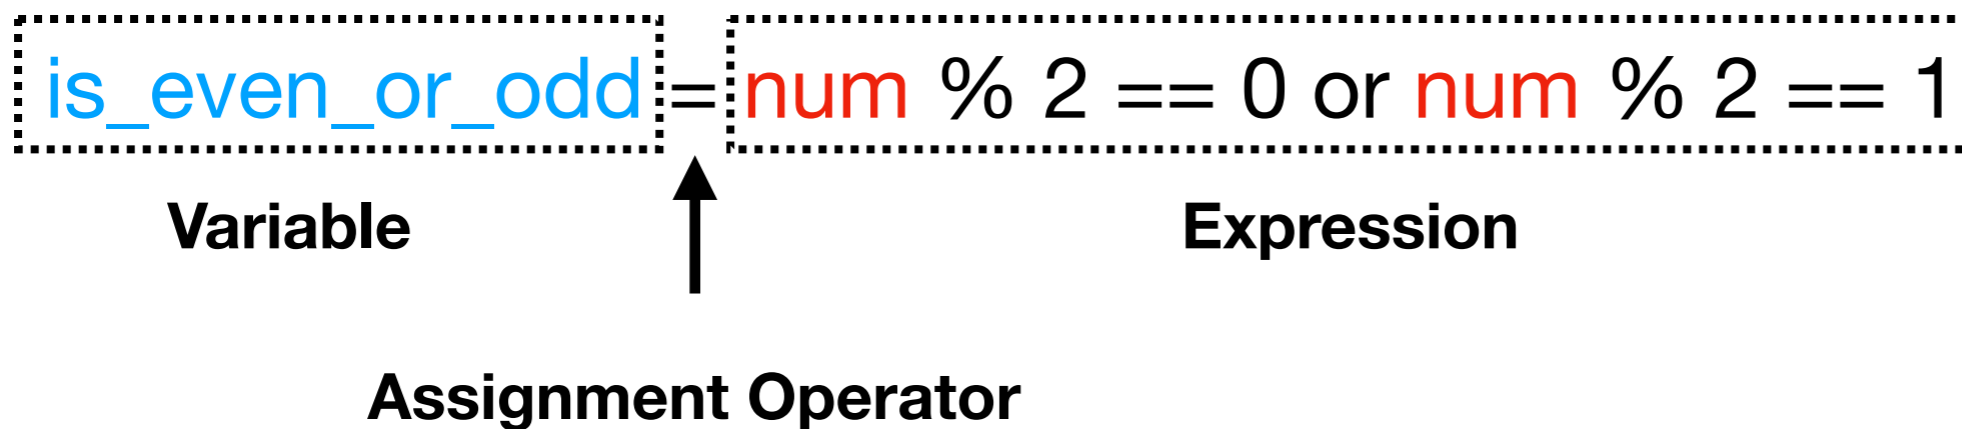 is_even_or_odd = num % 2 == 0 or num % 2 == 1
Variable
Expression
Assignment Operator